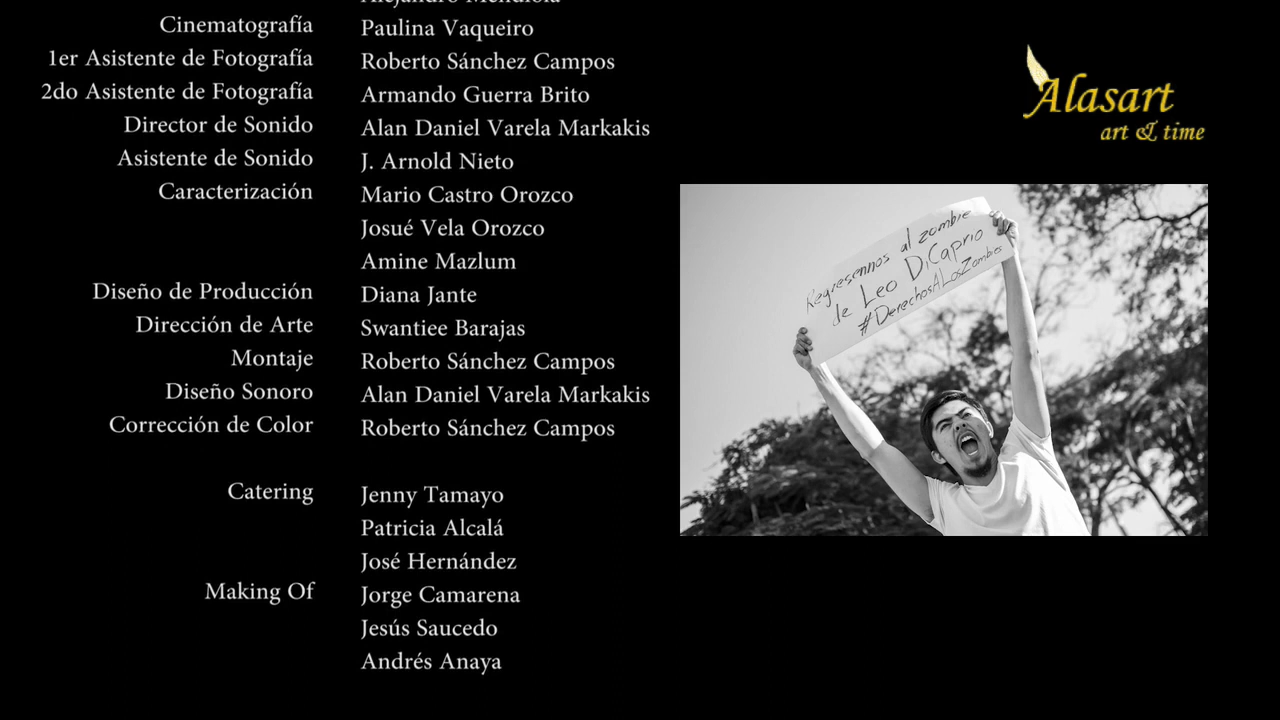 Cinematografía Paulina Vaqueiro
1er Asistente de Fotografía Roberto Sánchez Campos
2do Asistente de Fotografía Armando Guerra Brito
Director de Sonido Alan Daniel Varela Markakis
Asistente de Sonido J. Arnold Nieto
Caracterización Mario Castro Orozco
Josué Vela Orozco
Amine Mazlum
Diseño de Producción Diana Jante
Dirección de Arte Swantiee Barajas
Montaje Roberto Sánchez Campos
Diseño Sonoro Alan Daniel Varela Markakis
Corrección de Color Roberto Sánchez Campos
Catering Jenny Tamayo
Patricia Alcalá
José Hernández
Making Of Jorge Camarena
Jesús Saucedo
Andrés Anaya
Alasart
art & time
Regresennos al zombie
de Leo DiCaprio
#DerechosALosZombies